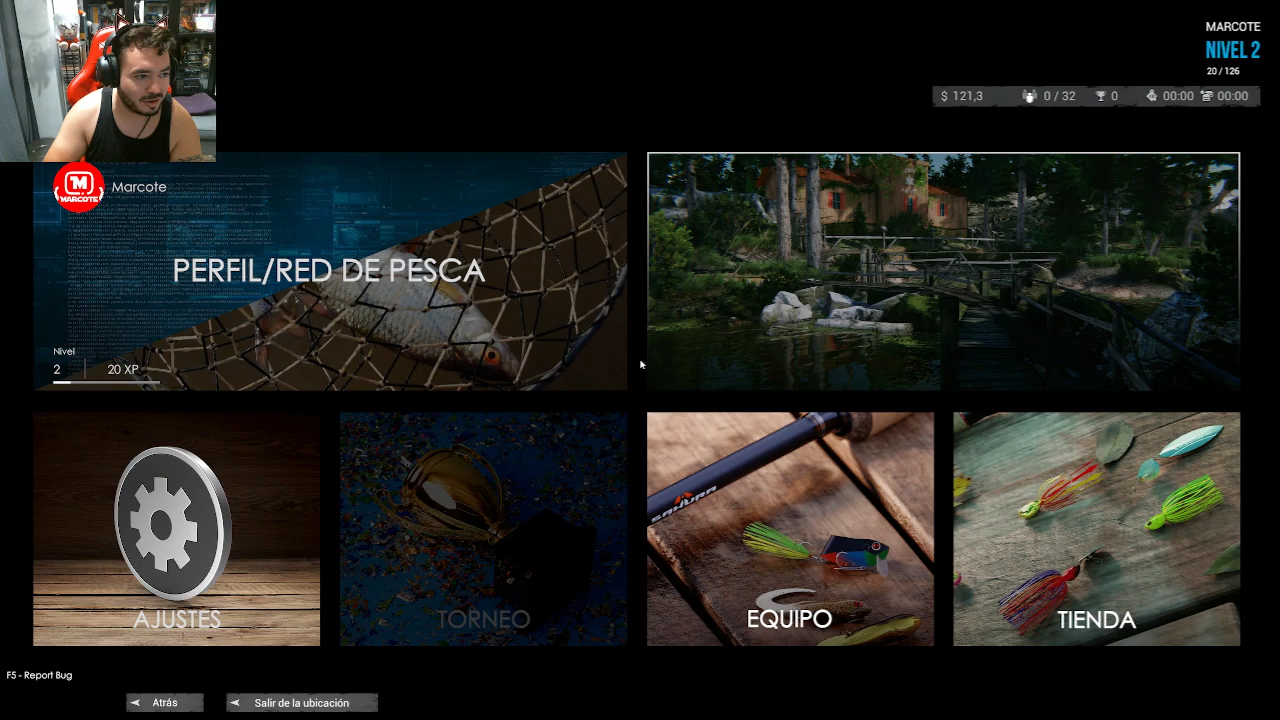 MARCOTE
NIVEL 2
20 / 126
$ 121,3 0 / 32 0 00:00 00:00
M
MARCOTE
Marcote
PERFIL/RED DE PESCA
Nivel
2 20 XP
SAKURA
AJUSTES
TORNEO
EQUIPO
TIENDA
F5 - Report Bug
Atrás
Salir de la ubicación